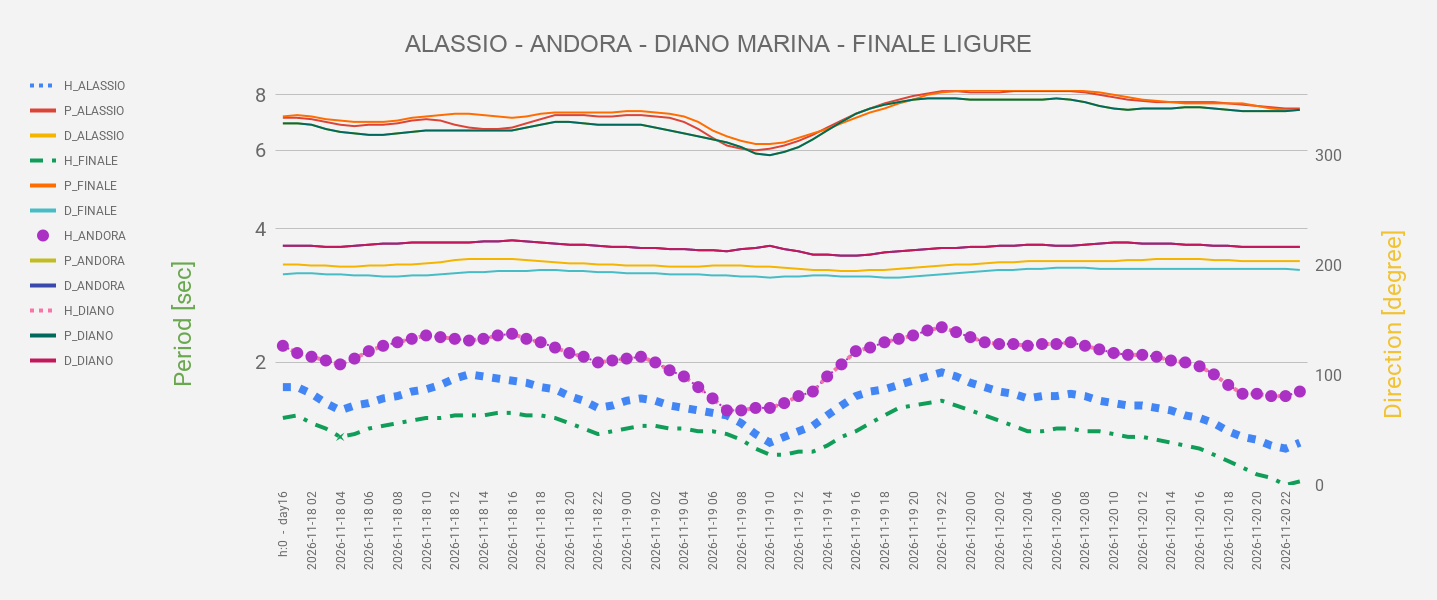 ALASSIO - ANDORA - DIANO MARINA - FINALE LIGURE
H_ALASSIO
P_ALASSIO
D_ALASSIO
H_FINALE
P_FINALE
D_FINALE
H_ANDORA
P_ANDORA
D_ANDORA
H_DIANO
P_DIANO
D_DIANO
Period [sec]
8
6
4
2
300
200
100
0
Direction [degree]
h:0 - day16
2026-11-18 02
2026-11-18 04
2026-11-18 06
2026-11-18 08
2026-11-18 10
2026-11-18 12
2026-11-18 14
2026-11-18 16
2026-11-18 18
2026-11-18 20
2026-11-18 22
2026-11-19 00
2026-11-19 02
2026-11-19 04
2026-11-19 06
2026-11-19 08
2026-11-19 10
2026-11-19 12
2026-11-19 14
2026-11-19 16
2026-11-19 18
2026-11-19 20
2026-11-19 22
2026-11-20 00
2026-11-20 02
2026-11-20 04
2026-11-20 06
2026-11-20 08
2026-11-20 10
2026-11-20 12
2026-11-20 14
2026-11-20 16
2026-11-20 18
2026-11-20 20
2026-11-20 22